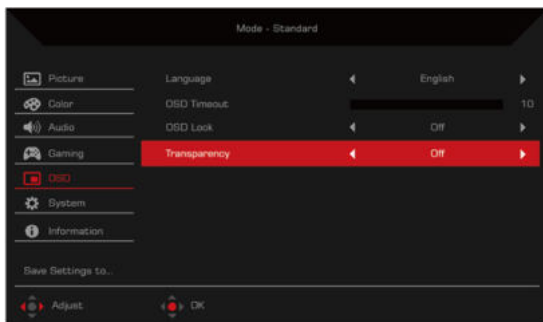 Mode - Standard
Picture
Language
English
Color
OSD Timeout
10
Audio
OSD Lock
Off
Gaming
Transparency
Off
OSD
System
Information
Save Settings to...
Adjust
OK